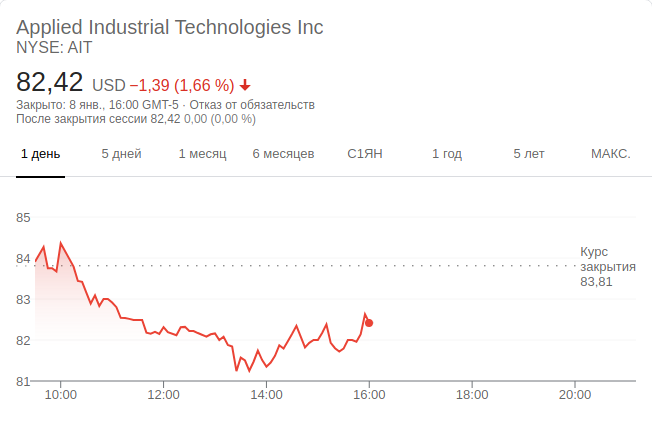 Applied Industrial Technologies Inc
NYSE: AIT
82,42 USD −1,39 (1,66 %)
Закрыто: 8 янв., 16:00 GMT-5 · Отказ от обязательств
После закрытия сессии 82,42 0,00 (0,00 %)
1 день 5 дней 1 месяц 6 месяцев С1ЯН 1 год 5 лет МАКС.
85
84
83
82
81
Курс
закрытия
83,81
10:00 12:00 14:00 16:00 18:00 20:00